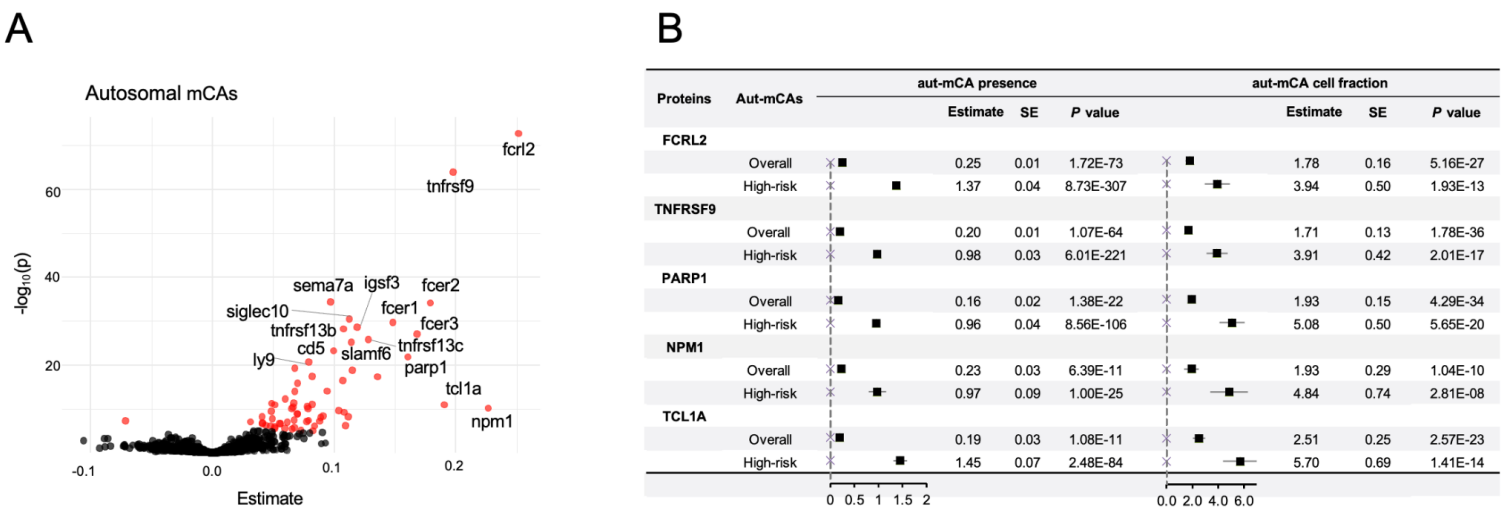 A
Autosomal mCAs
-log10(p)
60
40
20
0
-0.1 0.0 0.1 0.2
Estimate
fcrl2
tnfrsf9
sema7a
igsf3
fcer2
siglec10
fcer1
tnfrsf13b
fcer3
cd5
slamf6
tnfrsf13c
ly9
parp1
tcl1a
npm1
B
Proteins Aut-mCAs aut-mCA presence aut-mCA cell fraction
Estimate SE P value Estimate SE P value
FCRL2
Overall 0.25 0.01 1.72E-73 1.78 0.16 5.16E-27
High-risk 1.37 0.04 8.73E-307 3.94 0.50 1.93E-13
TNFRSF9
Overall 0.20 0.01 1.07E-64 1.71 0.13 1.78E-36
High-risk 0.98 0.03 6.01E-221 3.91 0.42 2.01E-17
PARP1
Overall 0.16 0.02 1.38E-22 1.93 0.15 4.29E-34
High-risk 0.96 0.04 8.56E-106 5.08 0.50 5.65E-20
NPM1
Overall 0.23 0.03 6.39E-11 1.93 0.29 1.04E-10
High-risk 0.97 0.09 1.00E-25 4.84 0.74 2.81E-08
TCL1A
Overall 0.19 0.03 1.08E-11 2.51 0.25 2.57E-23
High-risk 1.45 0.07 2.48E-84 5.70 0.69 1.41E-14
0 0.5 1 1.5 2 0.0 2.0 4.0 6.0